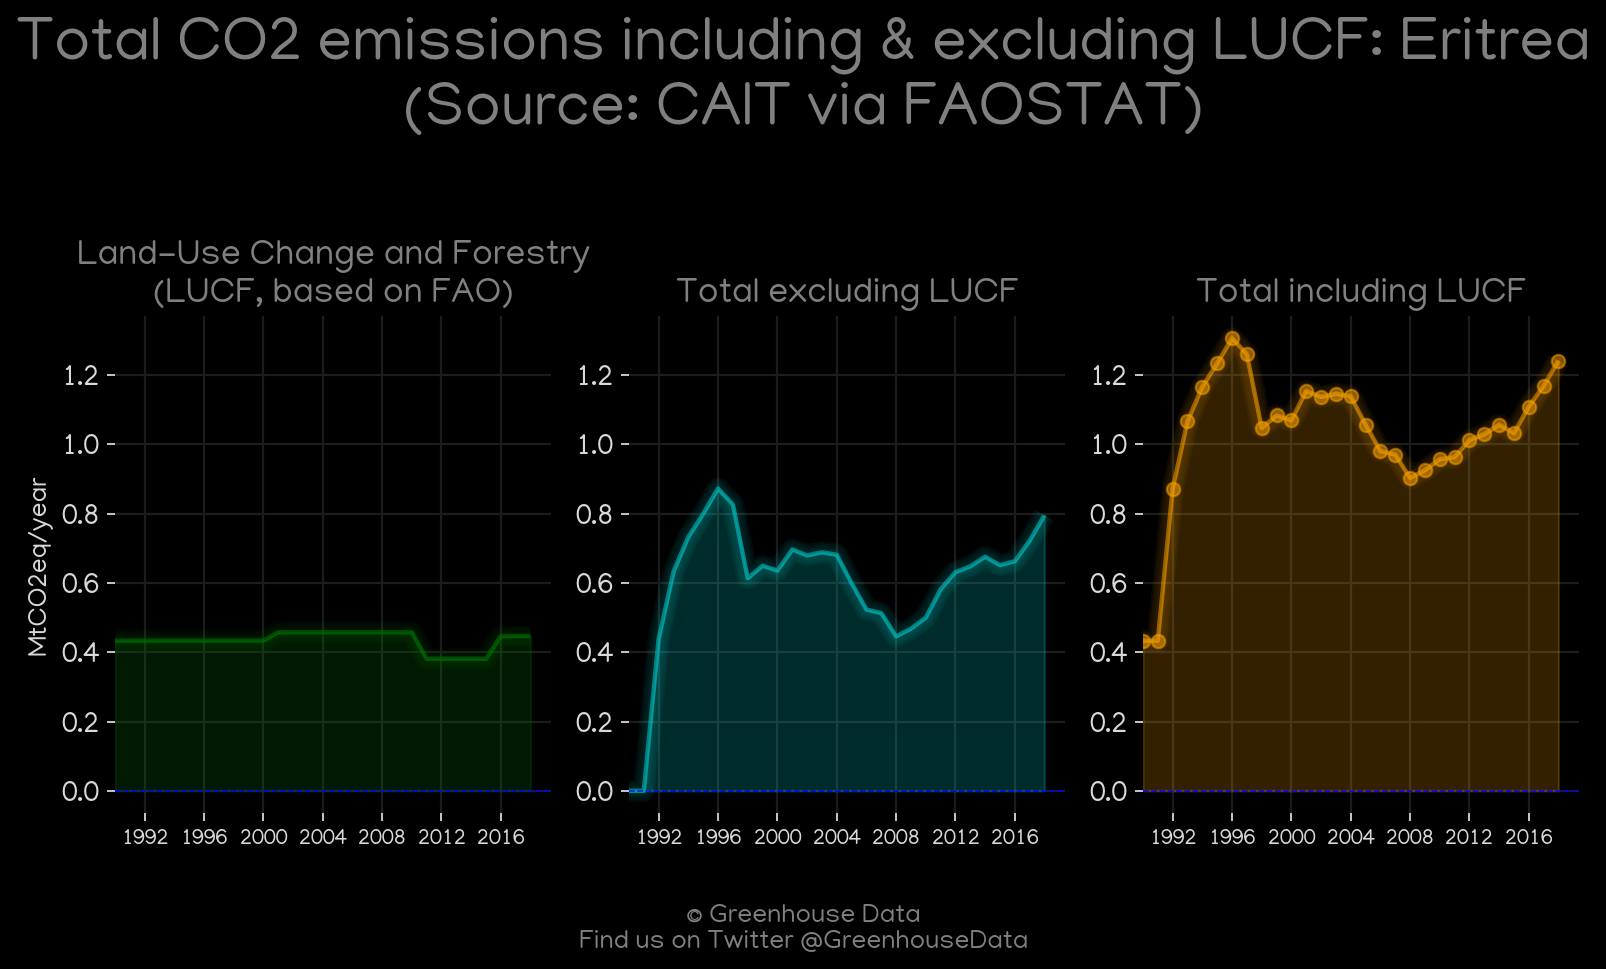 Total CO2 emissions including & excluding LUCF: Eritrea
(Source: CAIT via FAOSTAT)
Land-Use Change and Forestry
(LUCF, based on FAO)
Total excluding LUCF
Total including LUCF
MtCO2eq/year
1.2
1.0
0.8
0.6
0.4
0.2
0.0
1992 1996 2000 2004 2008 2012 2016
1.2
1.0
0.8
0.6
0.4
0.2
0.0
1992 1996 2000 2004 2008 2012 2016
1.2
1.0
0.8
0.6
0.4
0.2
0.0
1992 1996 2000 2004 2008 2012 2016
© Greenhouse Data
Find us on Twitter @GreenhouseData